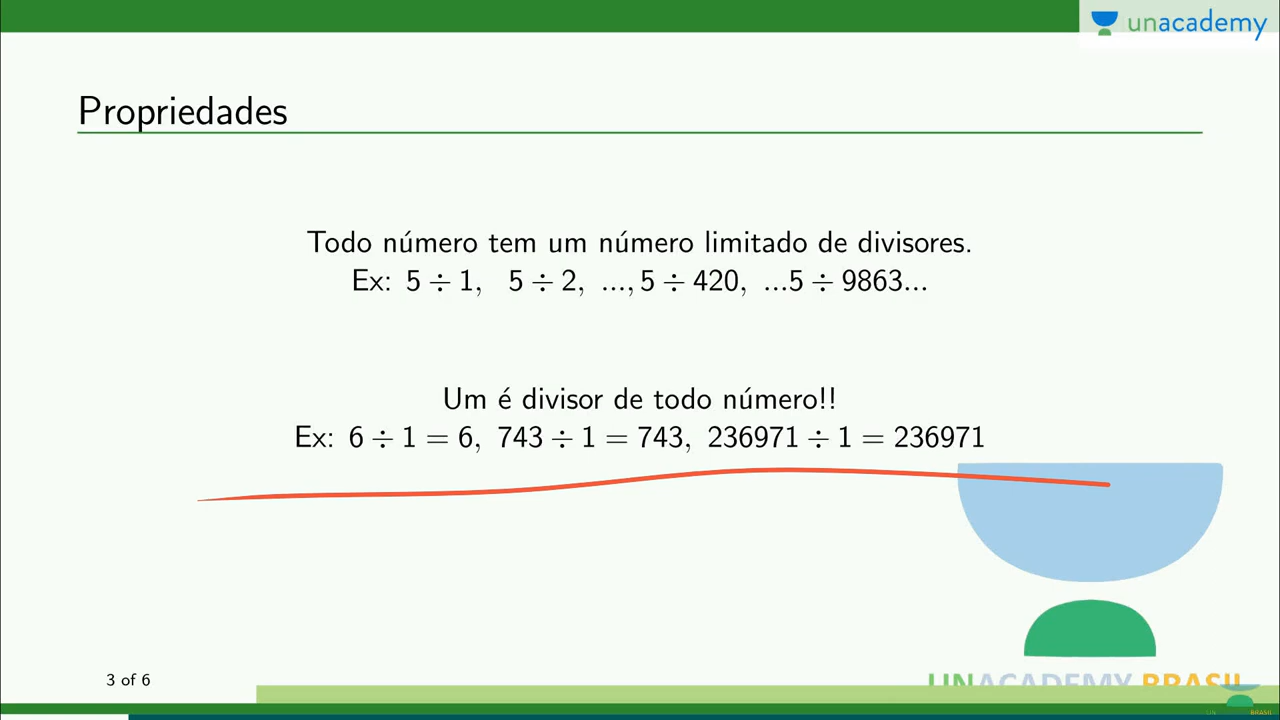 unacademy
Propriedades
Todo número tem um número limitado de divisores.
Ex: 5 ÷ 1, 5 ÷ 2, ..., 5 ÷ 420, ...5 ÷ 9863...
Um é divisor de todo número!!
Ex: 6 ÷ 1 = 6, 743 ÷ 1 = 743, 236971 ÷ 1 = 236971
3 of 6
UNACADEMY BRASIL
BRASIL